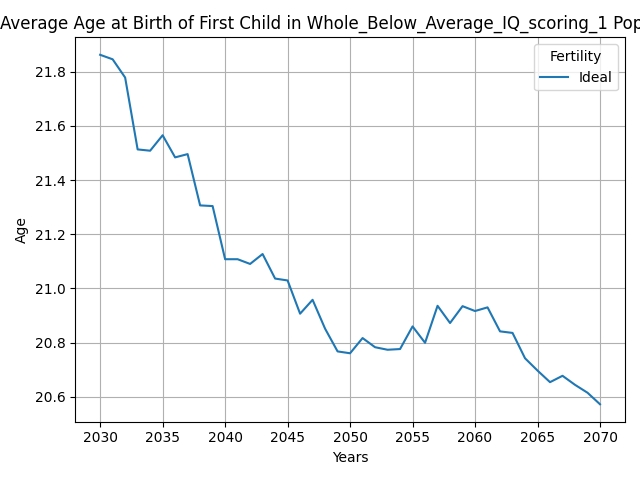 Average Age at Birth of First Child in Whole_Below_Average_IQ_scoring_1 Pop
Fertility
Ideal
21.8
21.6
21.4
21.2
21.0
20.8
20.6
Age
2030 2035 2040 2045 2050 2055 2060 2065 2070
Years